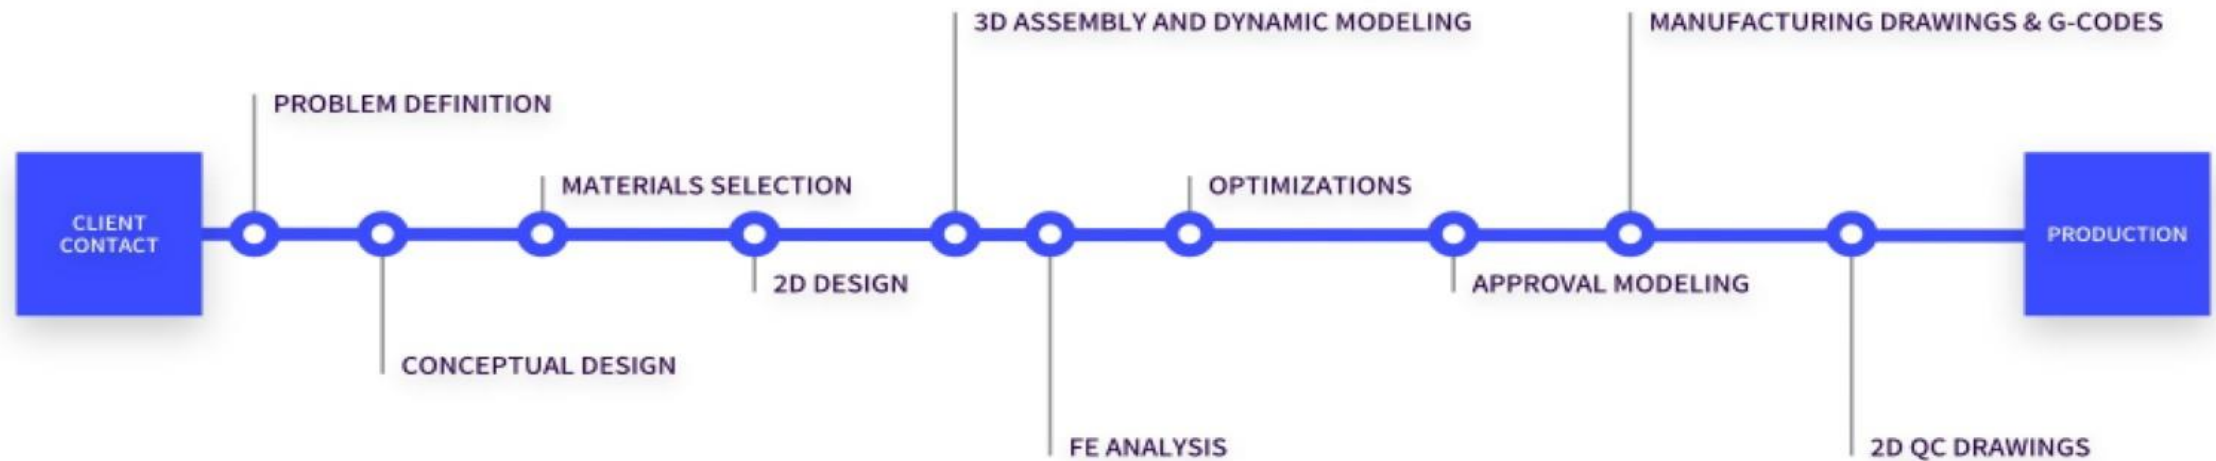 3D ASSEMBLY AND DYNAMIC MODELING
MANUFACTURING DRAWINGS & G-CODES
PROBLEM DEFINITION
MATERIALS SELECTION
OPTIMIZATIONS
CLIENT
CONTACT
PRODUCTION
2D DESIGN
APPROVAL MODELING
CONCEPTUAL DESIGN
FE ANALYSIS
2D QC DRAWINGS